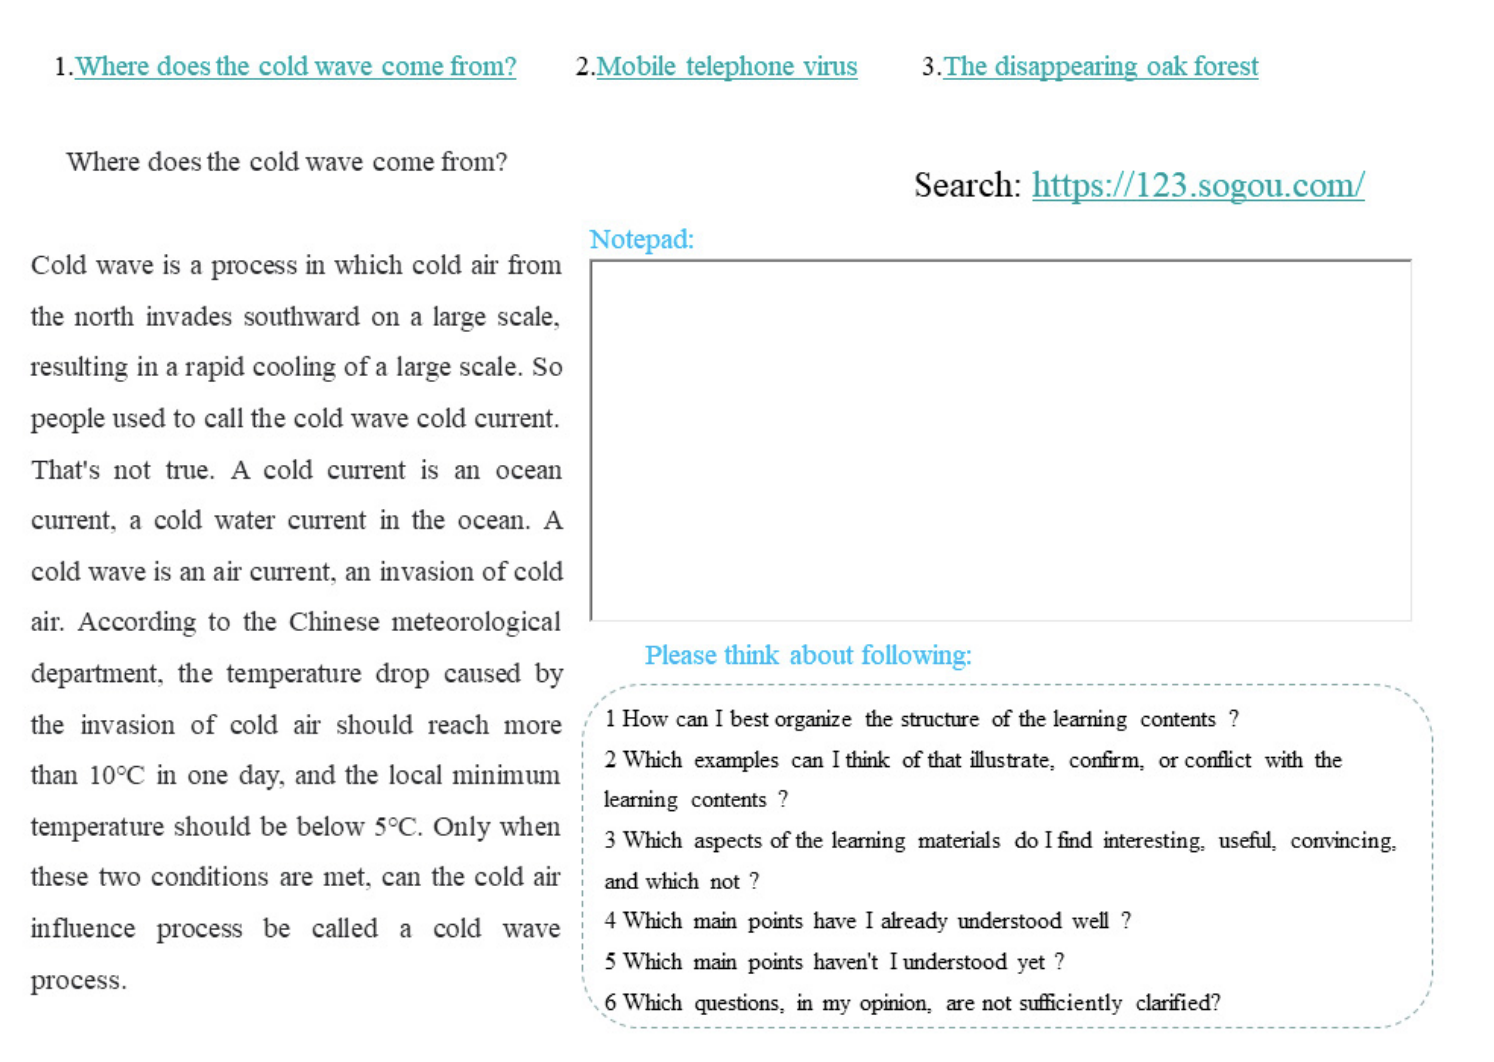 1.Where does the cold wave come from? 2.Mobile telephone virus 3.The disappearing oak forest
Where does the cold wave come from?
Search: https://123.sogou.com/
Cold wave is a process in which cold air from
the north invades southward on a large scale,
resulting in a rapid cooling of a large scale. So
people used to call the cold wave cold current.
That's not true. A cold current is an ocean
current, a cold water current in the ocean. A
cold wave is an air current, an invasion of cold
air. According to the Chinese meteorological
department, the temperature drop caused by
the invasion of cold air should reach more
than 10°C in one day, and the local minimum
temperature should be below 5°C. Only when
these two conditions are met, can the cold air
influence process be called a cold wave
process.
Notepad:
Please think about following:
1 How can I best organize the structure of the learning contents ?
2 Which examples can I think of that illustrate, confirm, or conflict with the
learning contents ?
3 Which aspects of the learning materials do I find interesting, useful, convincing,
and which not ?
4 Which main points have I already understood well ?
5 Which main points haven't I understood yet ?
6 Which questions, in my opinion, are not sufficiently clarified?